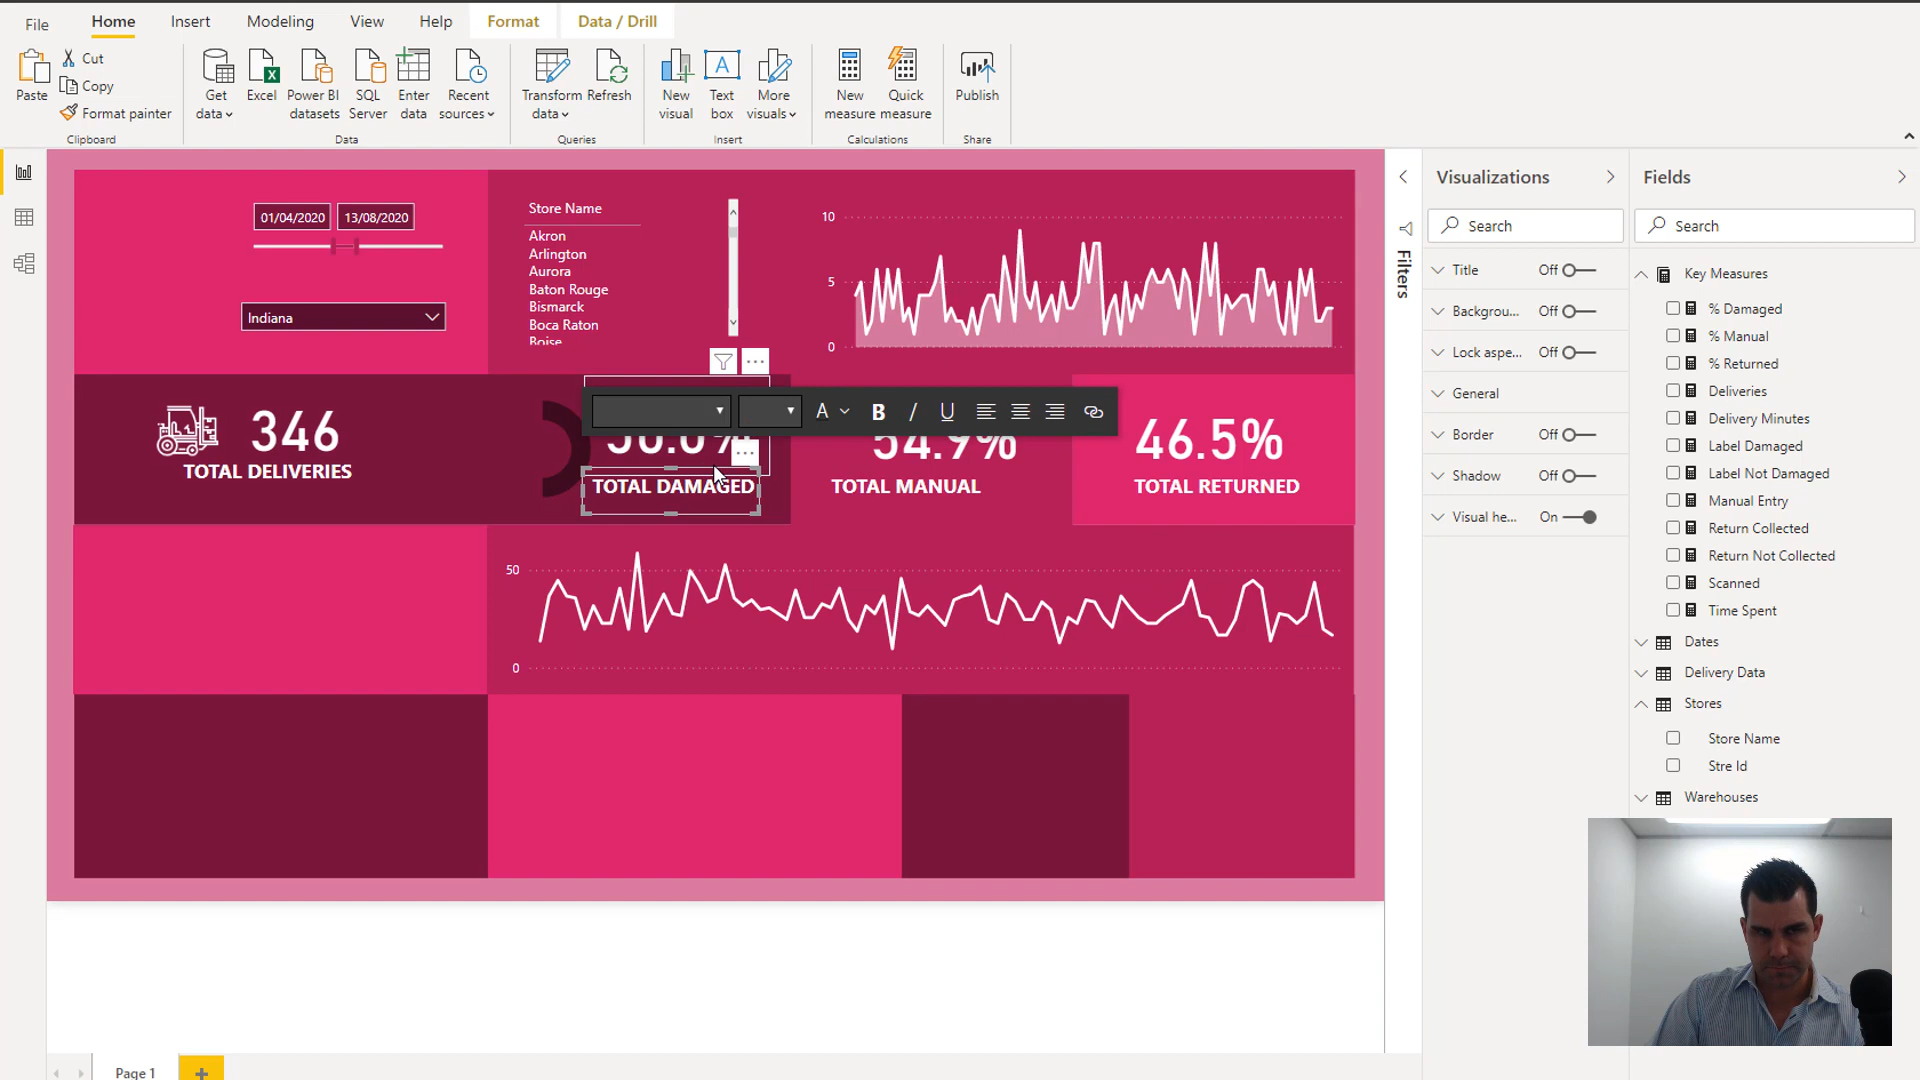 File
Home
Insert
Modeling
View
Help
Format
Data / Drill
Paste
Cut
Copy
Format painter
Clipboard
Get
data
Excel
Power BI
datasets
SQL
Server
Enter
data
Recent
sources
Data
Transform
data
Refresh
Queries
New
visual
Text
box
More
visuals
Insert
New
measure
Quick
measure
Calculations
Publish
Share
01/04/2020
13/08/2020
Indiana
Store Name
Akron
Arlington
Aurora
Baton Rouge
Bismarck
Boca Raton
Boise
10
5
0
346
TOTAL DELIVERIES
TOTAL DAMAGED
A
B
I
U
54.9%
TOTAL MANUAL
46.5%
TOTAL RETURNED
50
0
Page 1
Filters
Visualizations
Search
Title Off
Backgrou... Off
Lock aspe... Off
General
Border Off
Shadow Off
Visual he... On
Fields
Search
Key Measures
% Damaged
% Manual
% Returned
Deliveries
Delivery Minutes
Label Damaged
Label Not Damaged
Manual Entry
Return Collected
Return Not Collected
Scanned
Time Spent
Dates
Delivery Data
Stores
Store Name
Stre Id
Warehouses